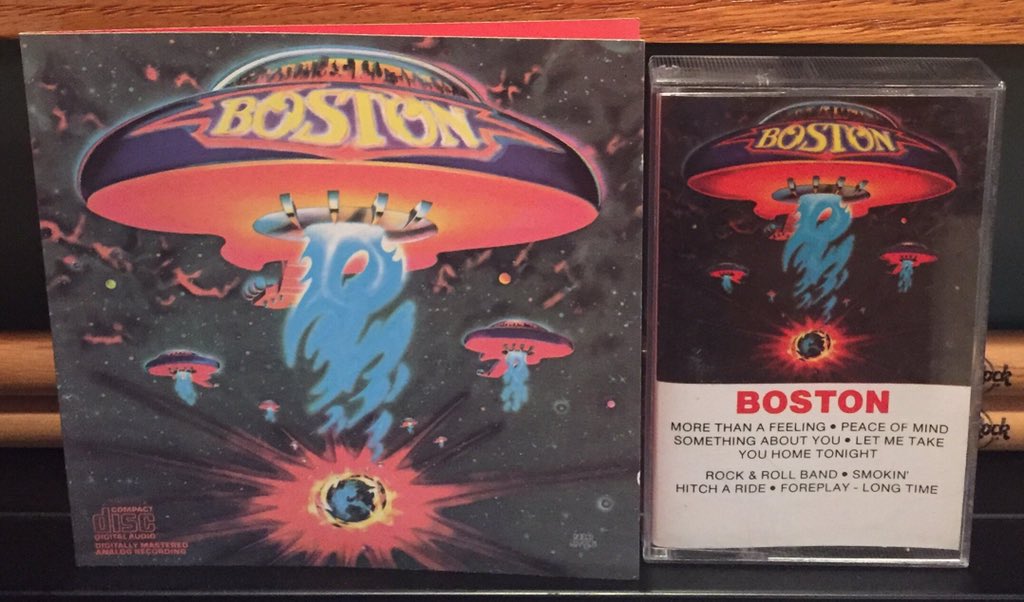 BOSTON
COMPACT
disc
DIGITAL AUDIO
DIGITALLY MASTERED
ANALOG RECORDING
BOSTON
BOSTON
MORE THAN A FEELING • PEACE OF MIND
SOMETHING ABOUT YOU • LET ME TAKE
YOU HOME TONIGHT
ROCK & ROLL BAND • SMOKIN'
HITCH A RIDE • FOREPLAY - LONG TIME